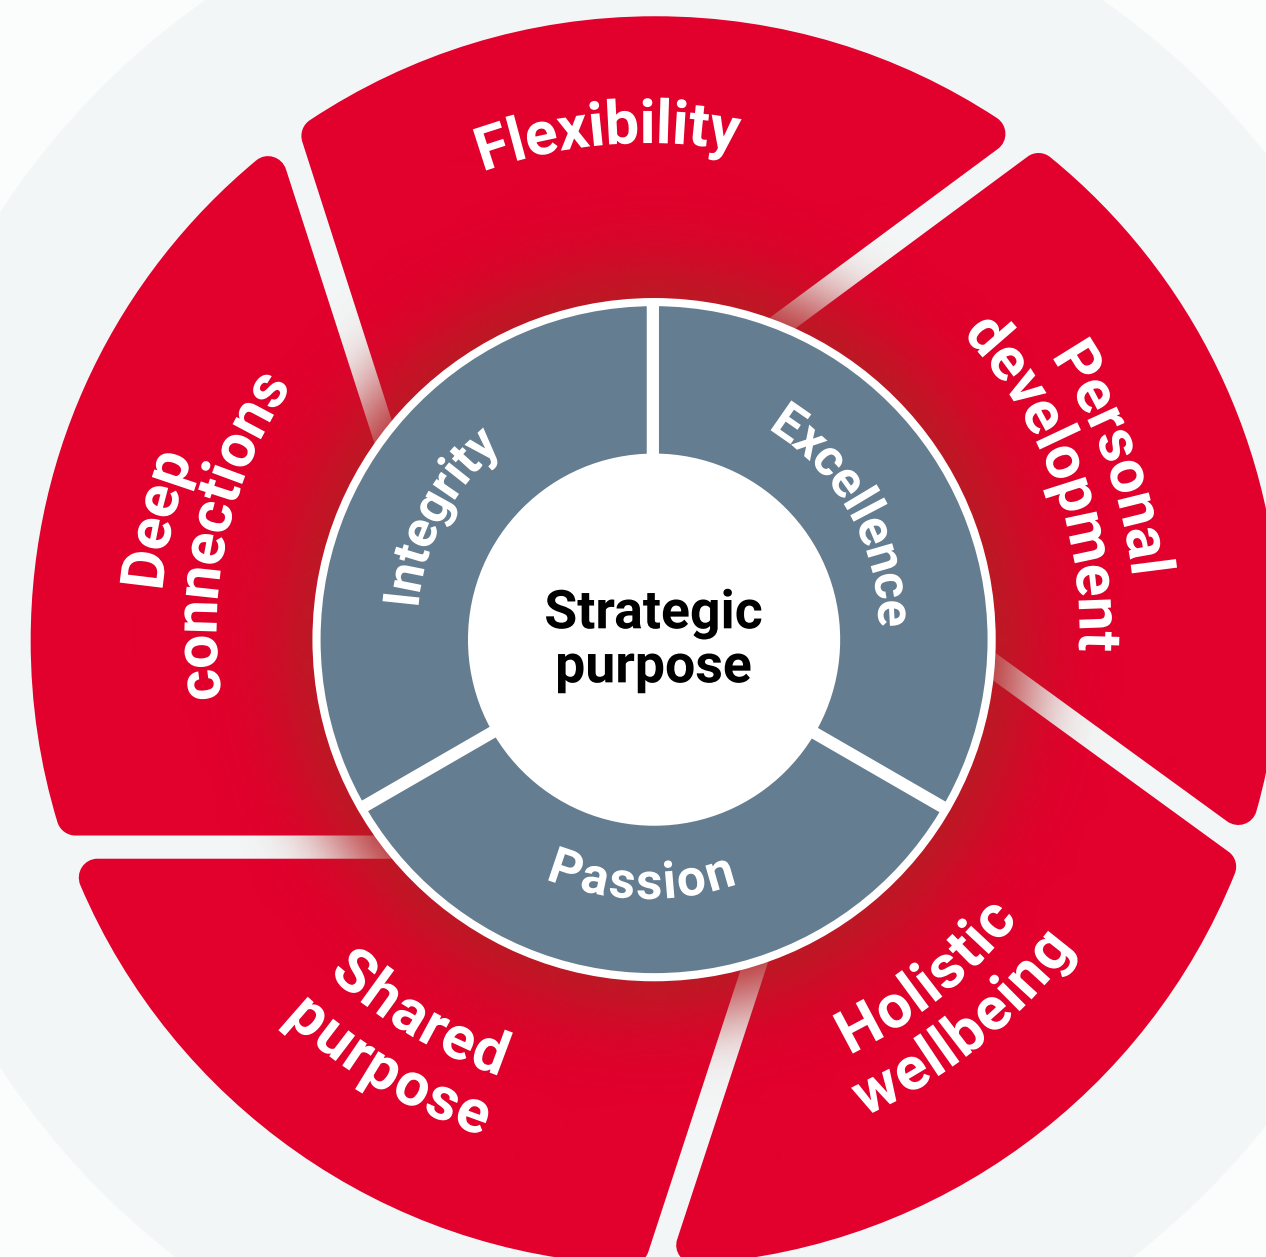 Flexibility
Personal
development
Holistic
wellbeing
Shared
purpose
Deep
connections
Integrity
Excellence
Passion
Strategic
purpose